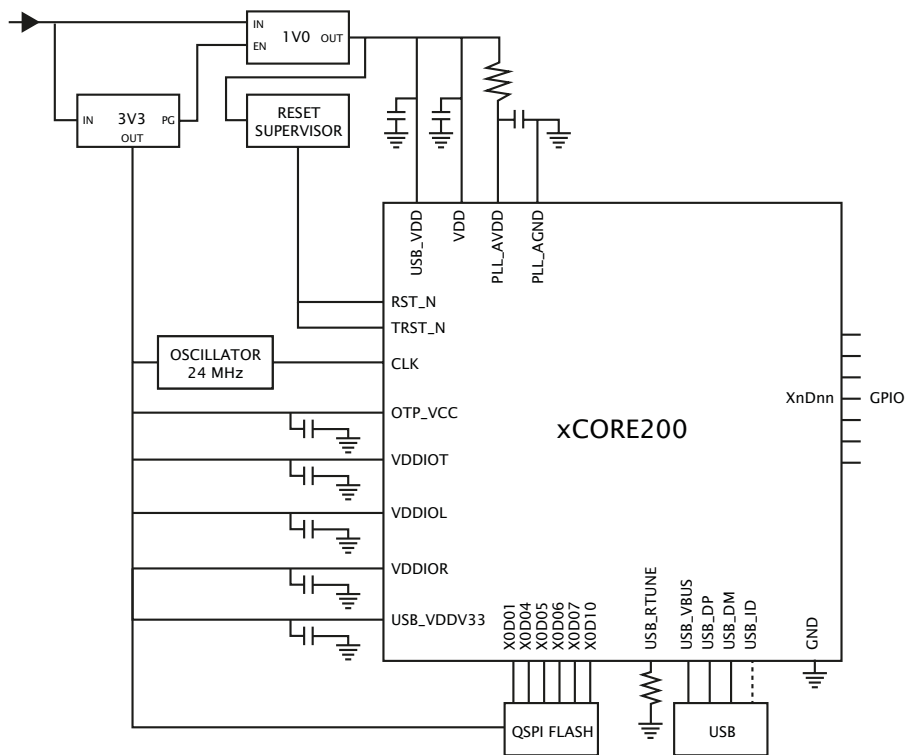 IN
1V0
OUT
EN
IN
3V3
PG
OUT
RESET
SUPERVISOR
USB_VDD
VDD
PLL_AVDD
PLL_AGND
RST_N
TRST_N
OSCILLATOR
24 MHz
CLK
OTP_VCC
VDDIOT
VDDIOL
VDDIOR
USB_VDDV33
xCORE200
XnDnn
GPIO
X0D01
X0D04
X0D05
X0D06
X0D07
X0D10
USB_RTUNE
USB_VBUS
USB_DP
USB_DM
USB_ID
GND
QSPI FLASH
USB